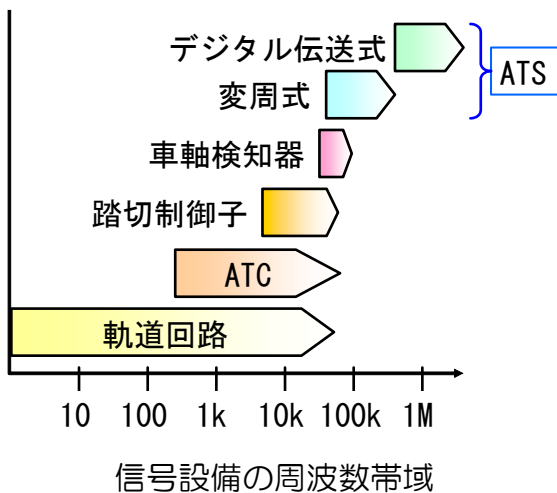 デジタル伝送式
ATS
変周式
車軸検知器
踏切制御子
ATC
軌道回路
10 100 1k 10k 100k 1M
信号設備の周波数帯域